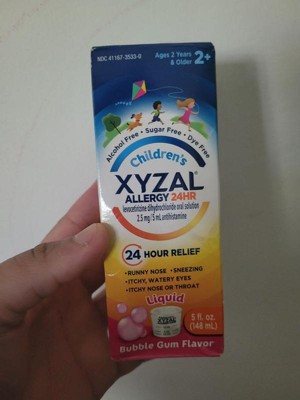 NDC 41167-3533-0
Ages 2 Years
& Older
2+
Alcohol Free • Sugar Free • Dye Free
Children's
XYZAL®
ALLERGY 24HR
levocetirizine dihydrochloride oral solution
2.5 mg/5 mL antihistamine
24 HOUR RELIEF
•RUNNY NOSE •SNEEZING
•ITCHY, WATERY EYES
•ITCHY NOSE OR THROAT
Liquid
XYZAL
5 fl. oz.
(148 mL)
Bubble Gum Flavor